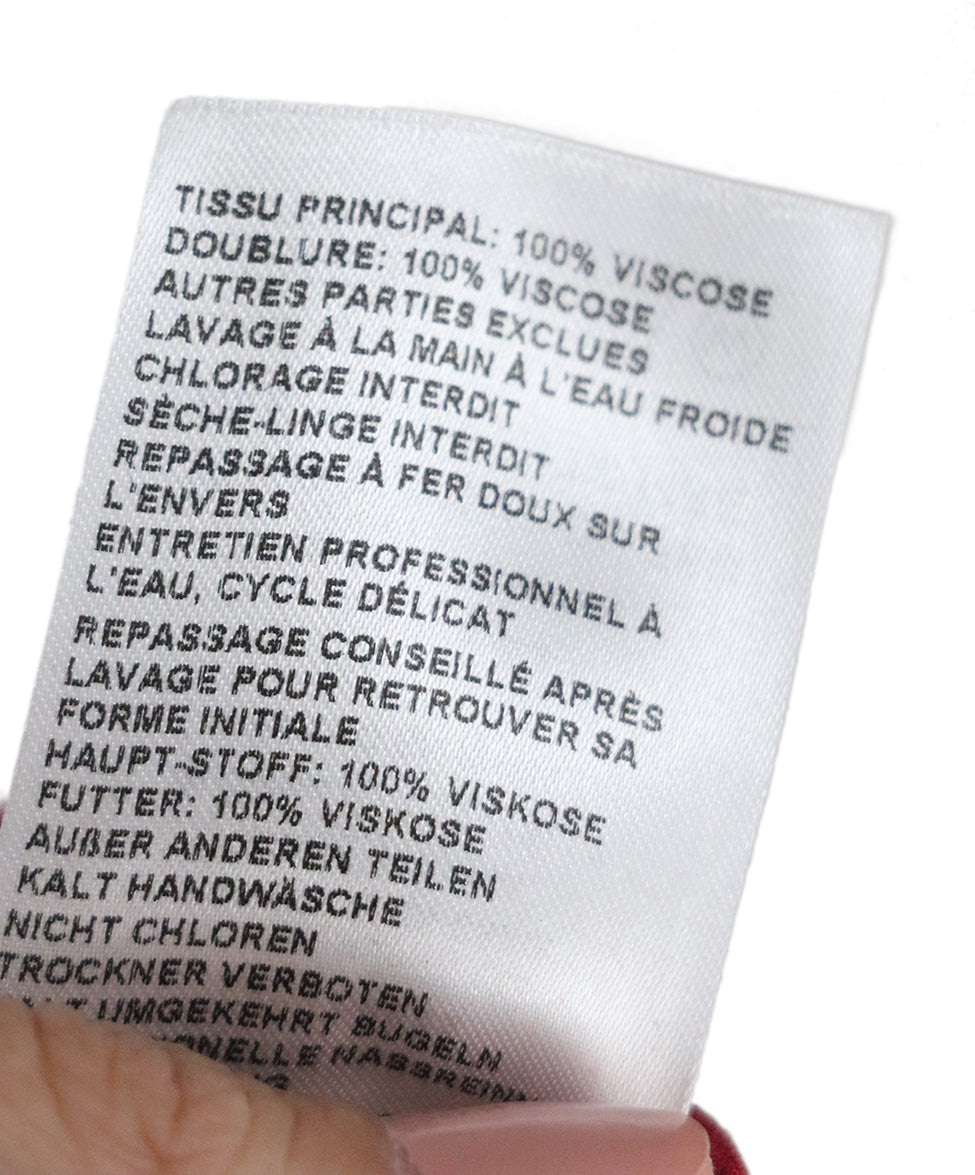 TISSU PRINCIPAL: 100% VISCOSE
DOUBLURE: 100% VISCOSE
AUTRES PARTIES EXCLUES
LAVAGE À LA MAIN À L'EAU FROIDE
CHLORAGE INTERDIT
SÈCHE-LINGE INTERDIT
REPASSAGE À FER DOUX SUR
L'ENVERS
ENTRETIEN PROFESSIONNEL À
L'EAU, CYCLE DÉLICAT
REPASSAGE CONSEILLÉ APRÈS
LAVAGE POUR RETROUVER SA
FORME INITIALE
HAUPT-STOFF: 100% VISKOSE
FUTTER: 100% VISKOSE
AUßER ANDEREN TEILEN
KALT HANDWÄSCHE
NICHT CHLOREN
TROCKNER VERBOTEN
UMGEKEHRT BUGELN